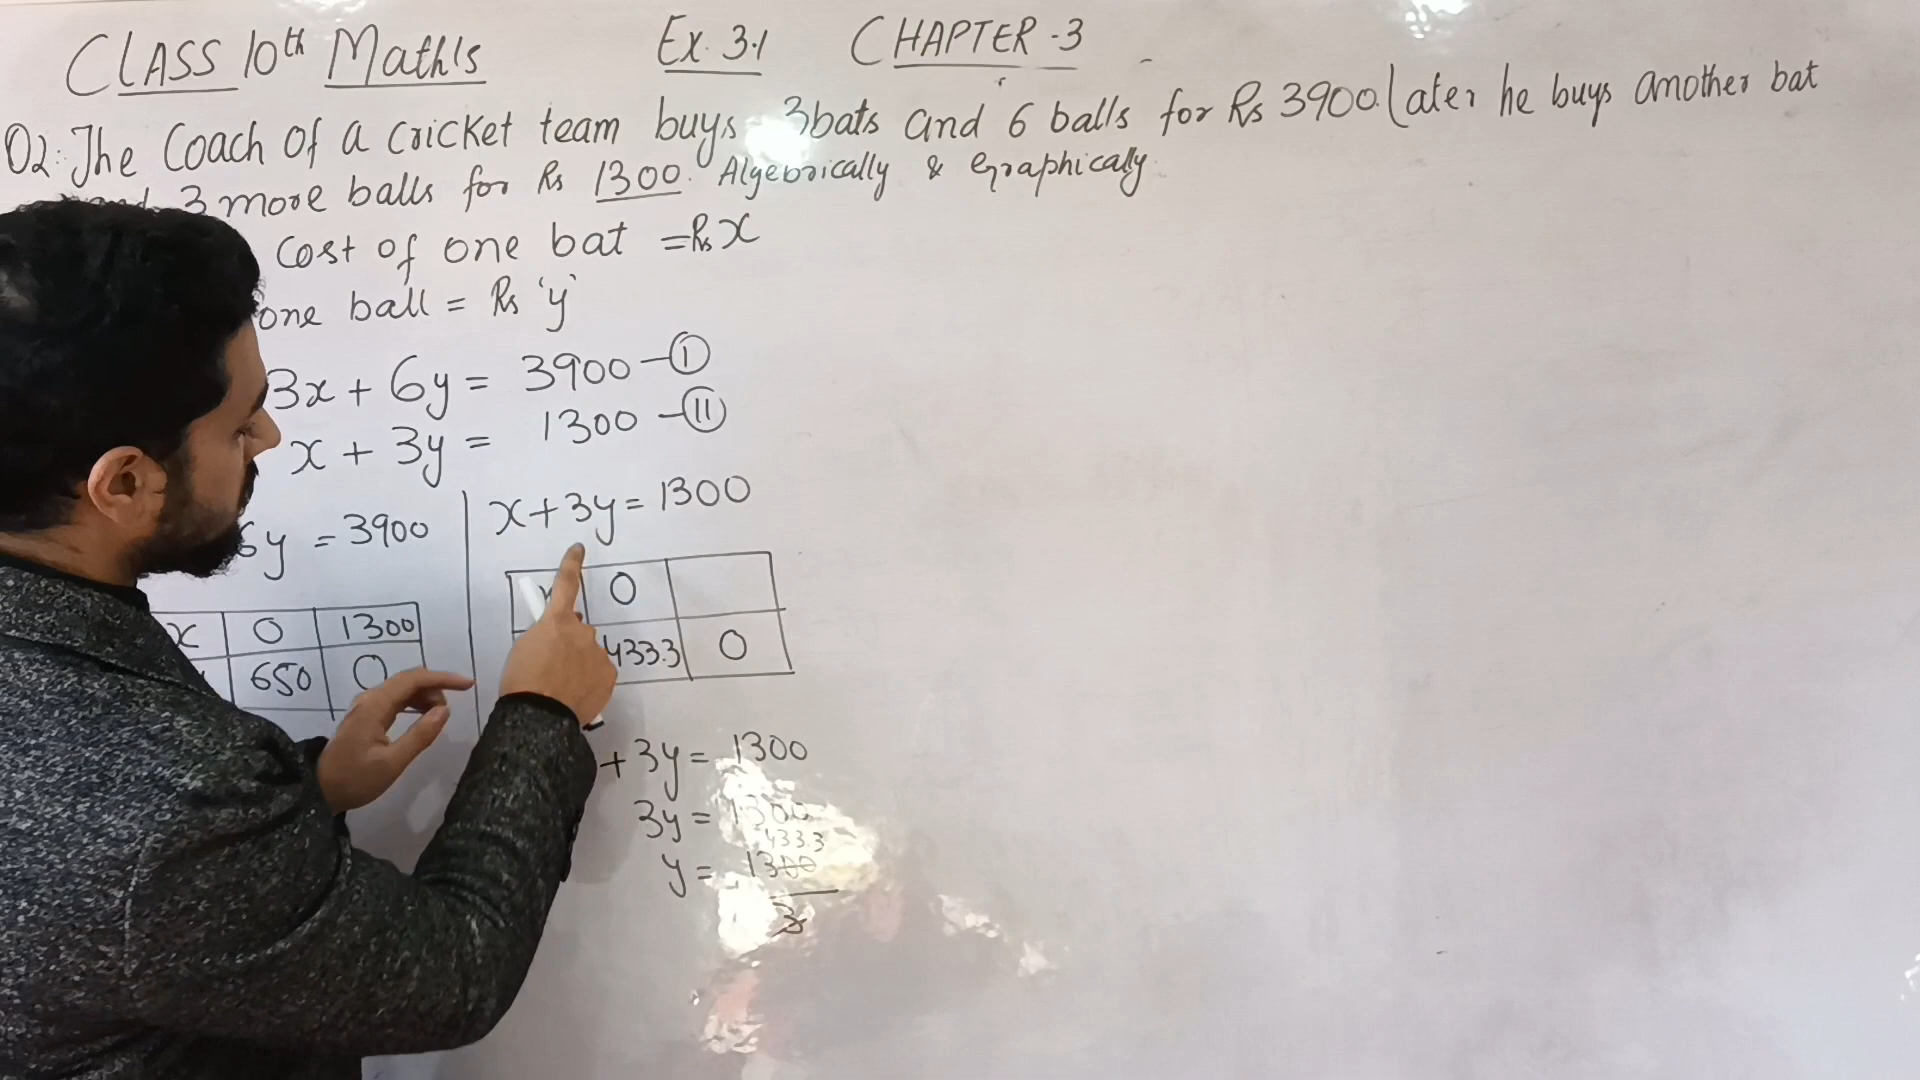 CLASS 10th Math's Ex. 3.1 CHAPTER -3
Q2: The Coach of a cricket team buys 3bats and 6 balls for Rs 3900. Later he buys another bat
and 3 more balls for Rs 1300. Algebrically & Graphically.
Cost of one bat = Rs x
one ball = Rs 'y'
3x + 6y = 3900 - (I)
x + 3y = 1300 - (II)
6y = 3900
x + 3y = 1300
x 0 1300
650 0
0
433.3 0
+ 3y = 1300
3y = 1300
433.3
y = 1300
3